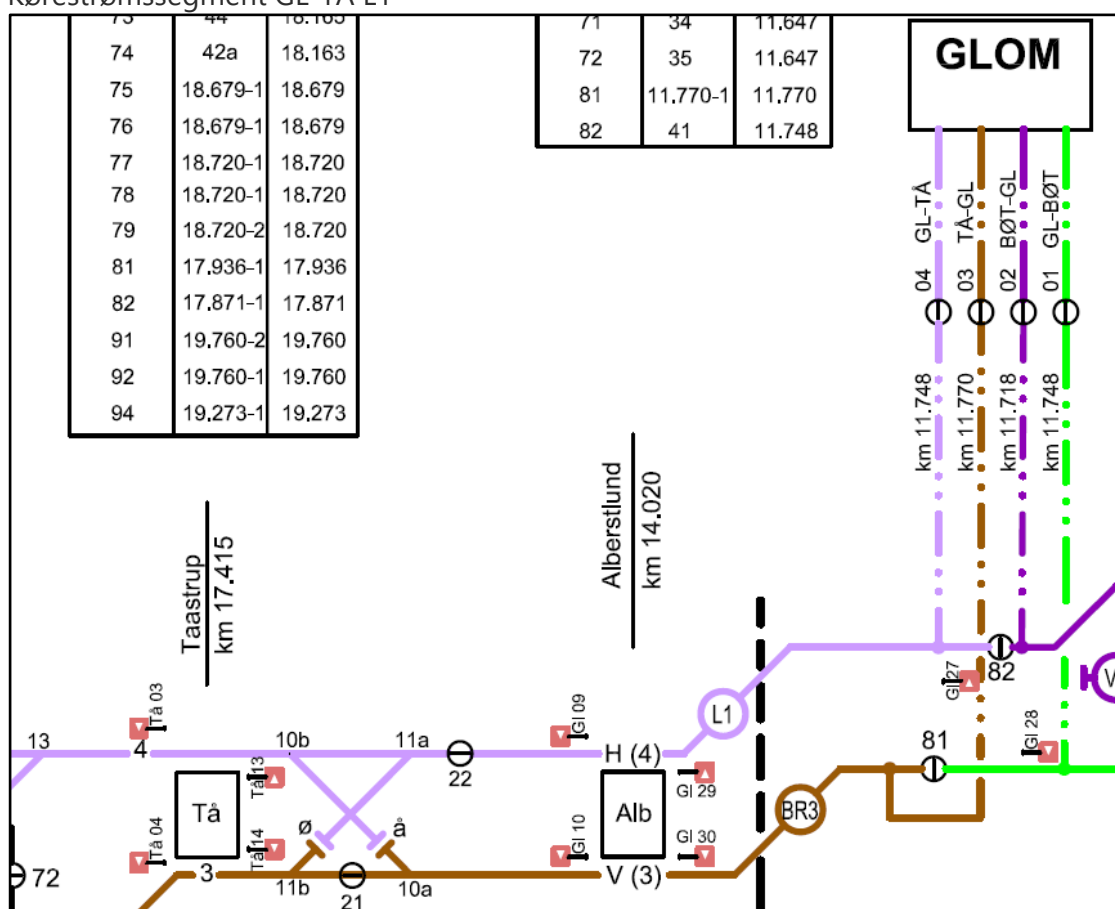 Kørestrømssegment GL-TÅ L1
73 44 18.163
74 42a 18.163
75 18.679-1 18.679
76 18.679-1 18.679
77 18.720-1 18.720
78 18.720-1 18.720
79 18.720-2 18.720
81 17.936-1 17.936
82 17.871-1 17.871
91 19.760-2 19.760
92 19.760-1 19.760
94 19.273-1 19.273
71 34 11.647
72 35 11.647
81 11.770-1 11.770
82 41 11.748
GLOM
GL-TÅ
TÅ-GL
BØT-GL
GL-BØT
04
03
02
01
km 11.748
km 11.770
km 11.718
km 11.748
Taastrup
km 17.415
Alberstlund
km 14.020
82
Gl 27
V
L1
Tå 03
Gl 09
Gl 28
13
4
10b
11a
22
H (4)
81
Tå 13
Gl 29
Tå
Alb
BR3
ø
å
Tå 04
Tå 14
Gl 10
Gl 30
72
3
11b
21
10a
V (3)